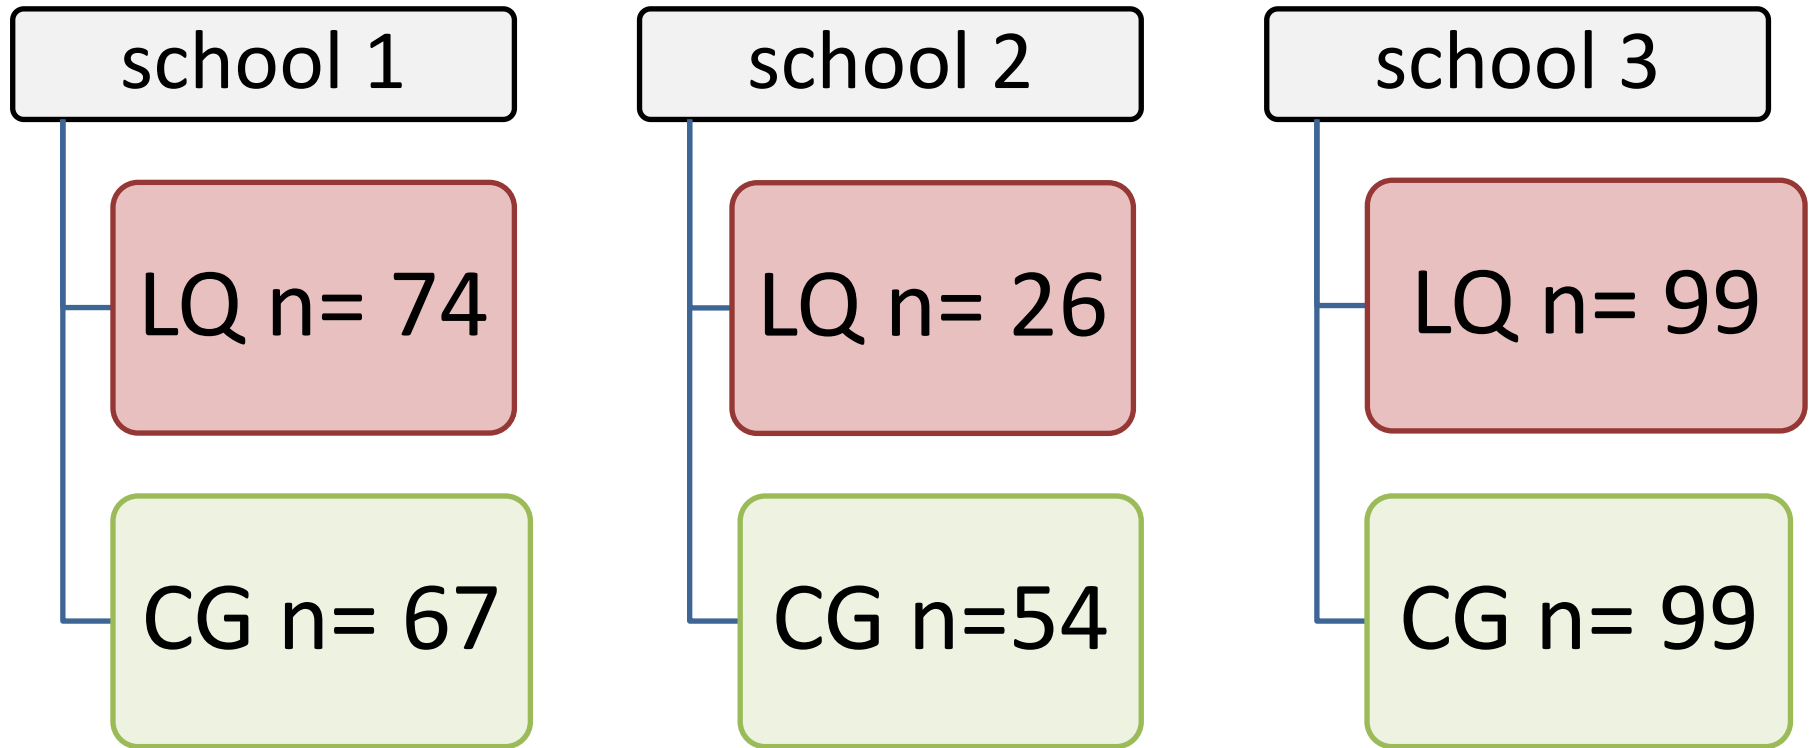 school 1
LQ n= 74
CG n= 67
school 2
LQ n= 26
CG n=54
school 3
LQ n= 99
CG n= 99